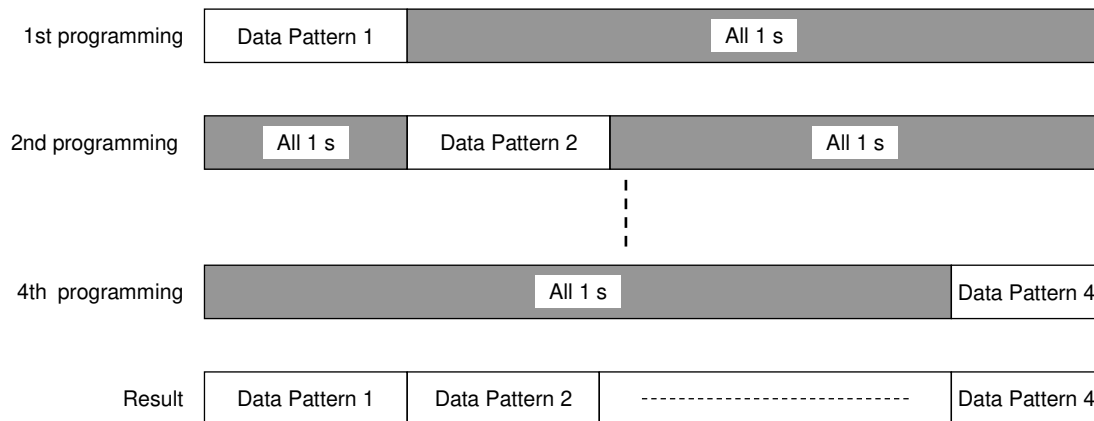 1st programming Data Pattern 1 All 1 s
2nd programming All 1 s Data Pattern 2 All 1 s
4th programming All 1 s Data Pattern 4
Result Data Pattern 1 Data Pattern 2 Data Pattern 4